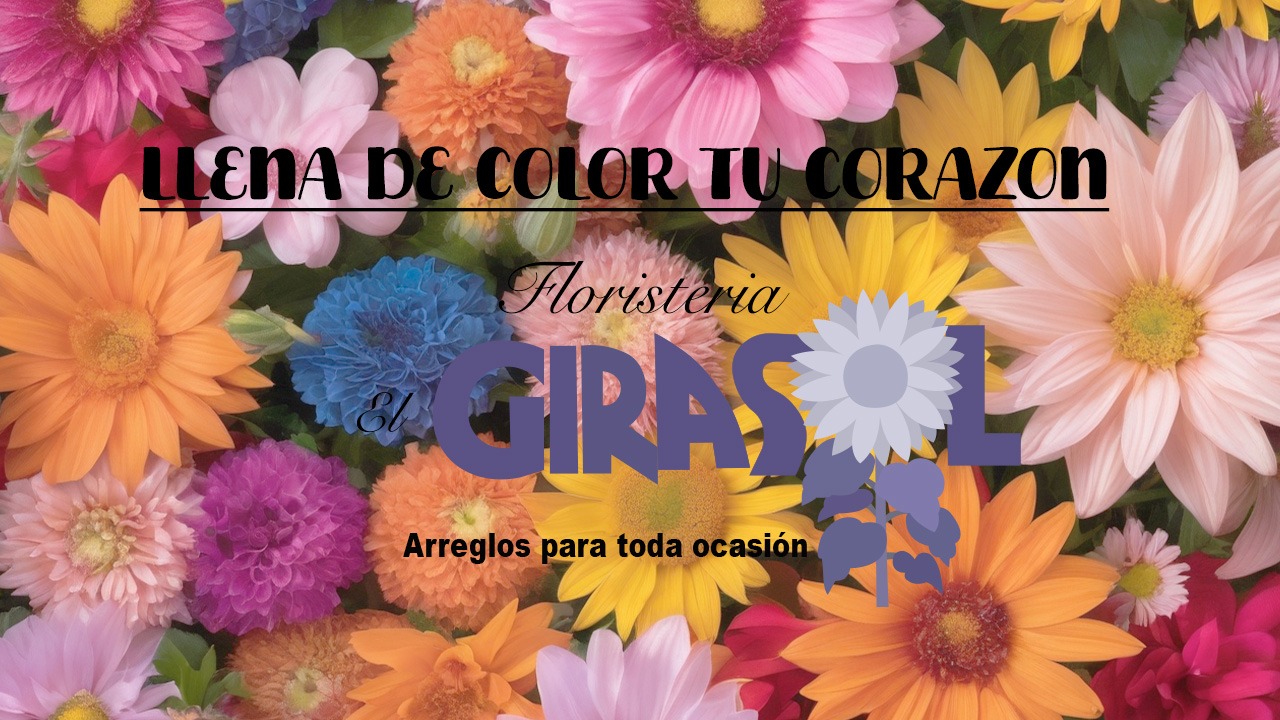 LLENA DE COLOR TU CORAZON
Floristeria
El GIRASOL
Arreglos para toda ocasión